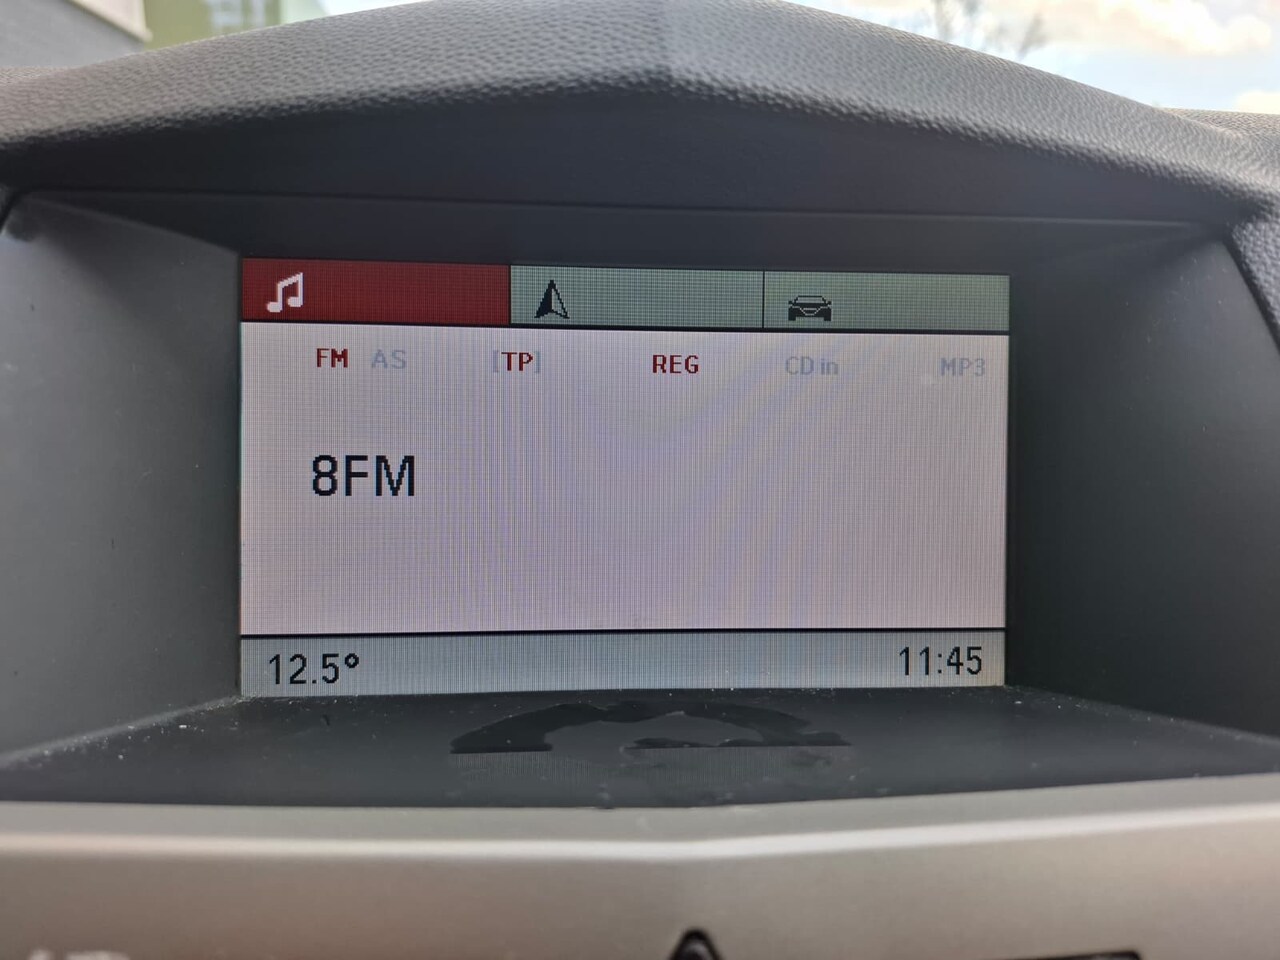 FM AS [TP] REG CD in MP3
8FM
12.5° 11:45